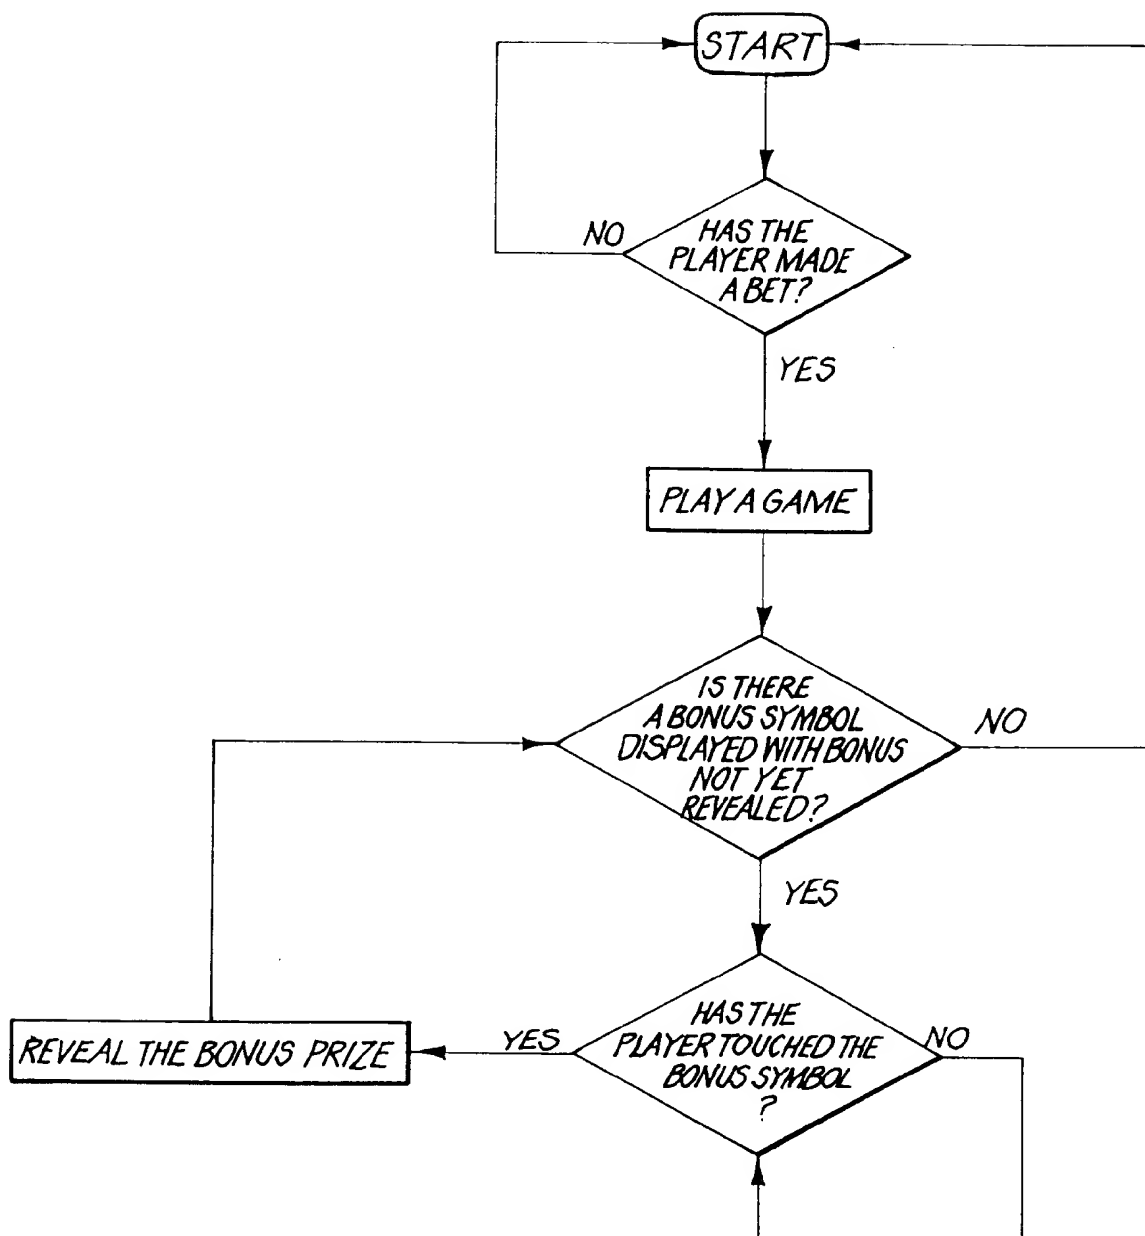 START
NO
HAS THE
PLAYER MADE
A BET?
YES
PLAY A GAME
IS THERE
A BONUS SYMBOL
DISPLAYED WITH BONUS
NOT YET
REVEALED?
NO
YES
HAS THE
PLAYER TOUCHED THE
BONUS SYMBOL
?
YES
NO
REVEAL THE BONUS PRIZE